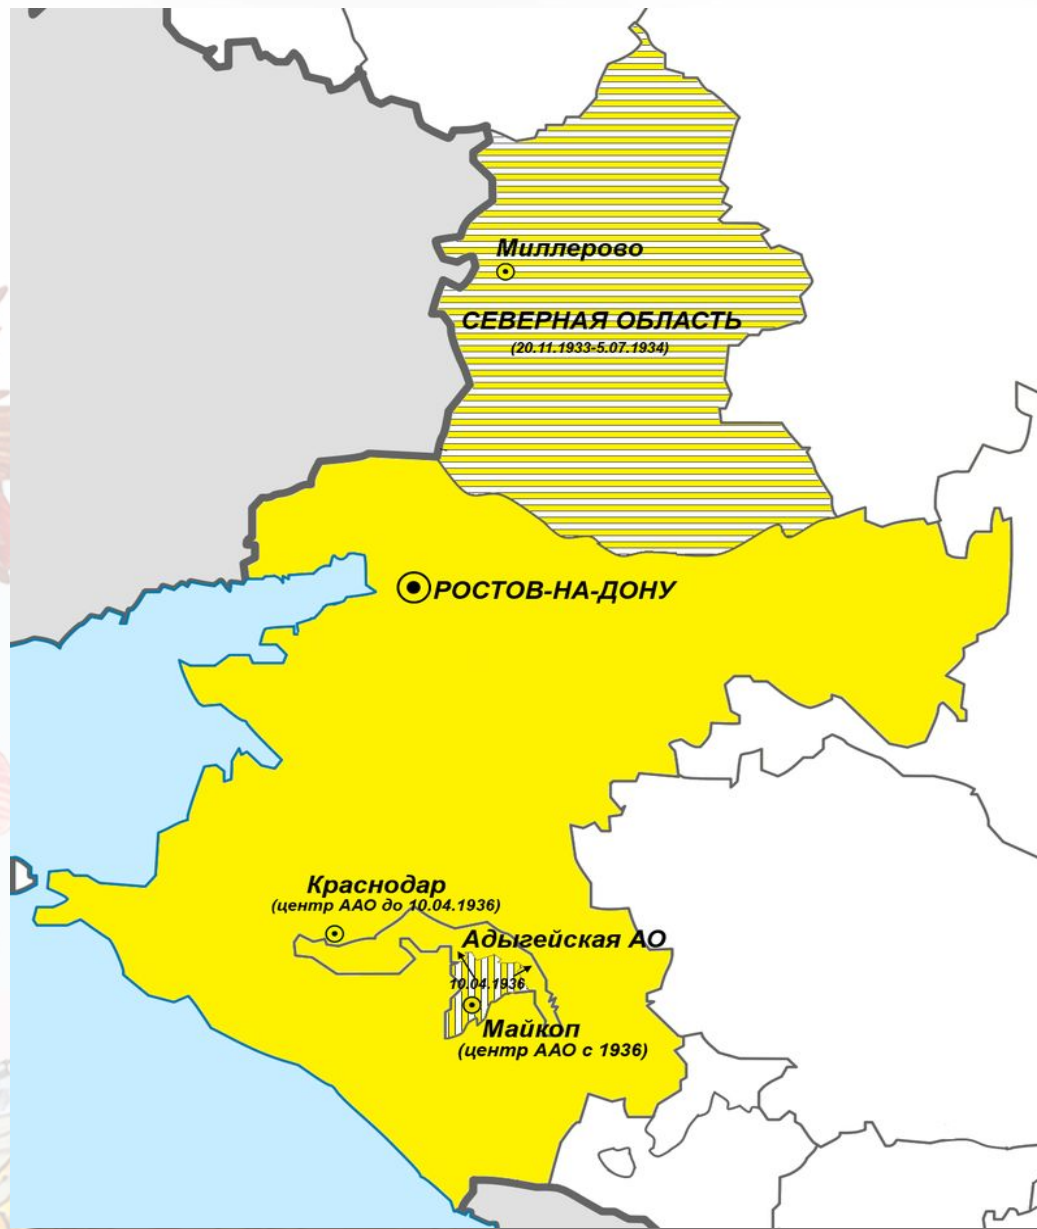 Миллерово
СЕВЕРНАЯ ОБЛАСТЬ
(20.11.1933-5.07.1934)
РОСТОВ-НА-ДОНУ
Краснодар
(центр ААО до 10.04.1936)
Адыгейская АО
10.04.1936
Майкоп
(центр ААО с 1936)